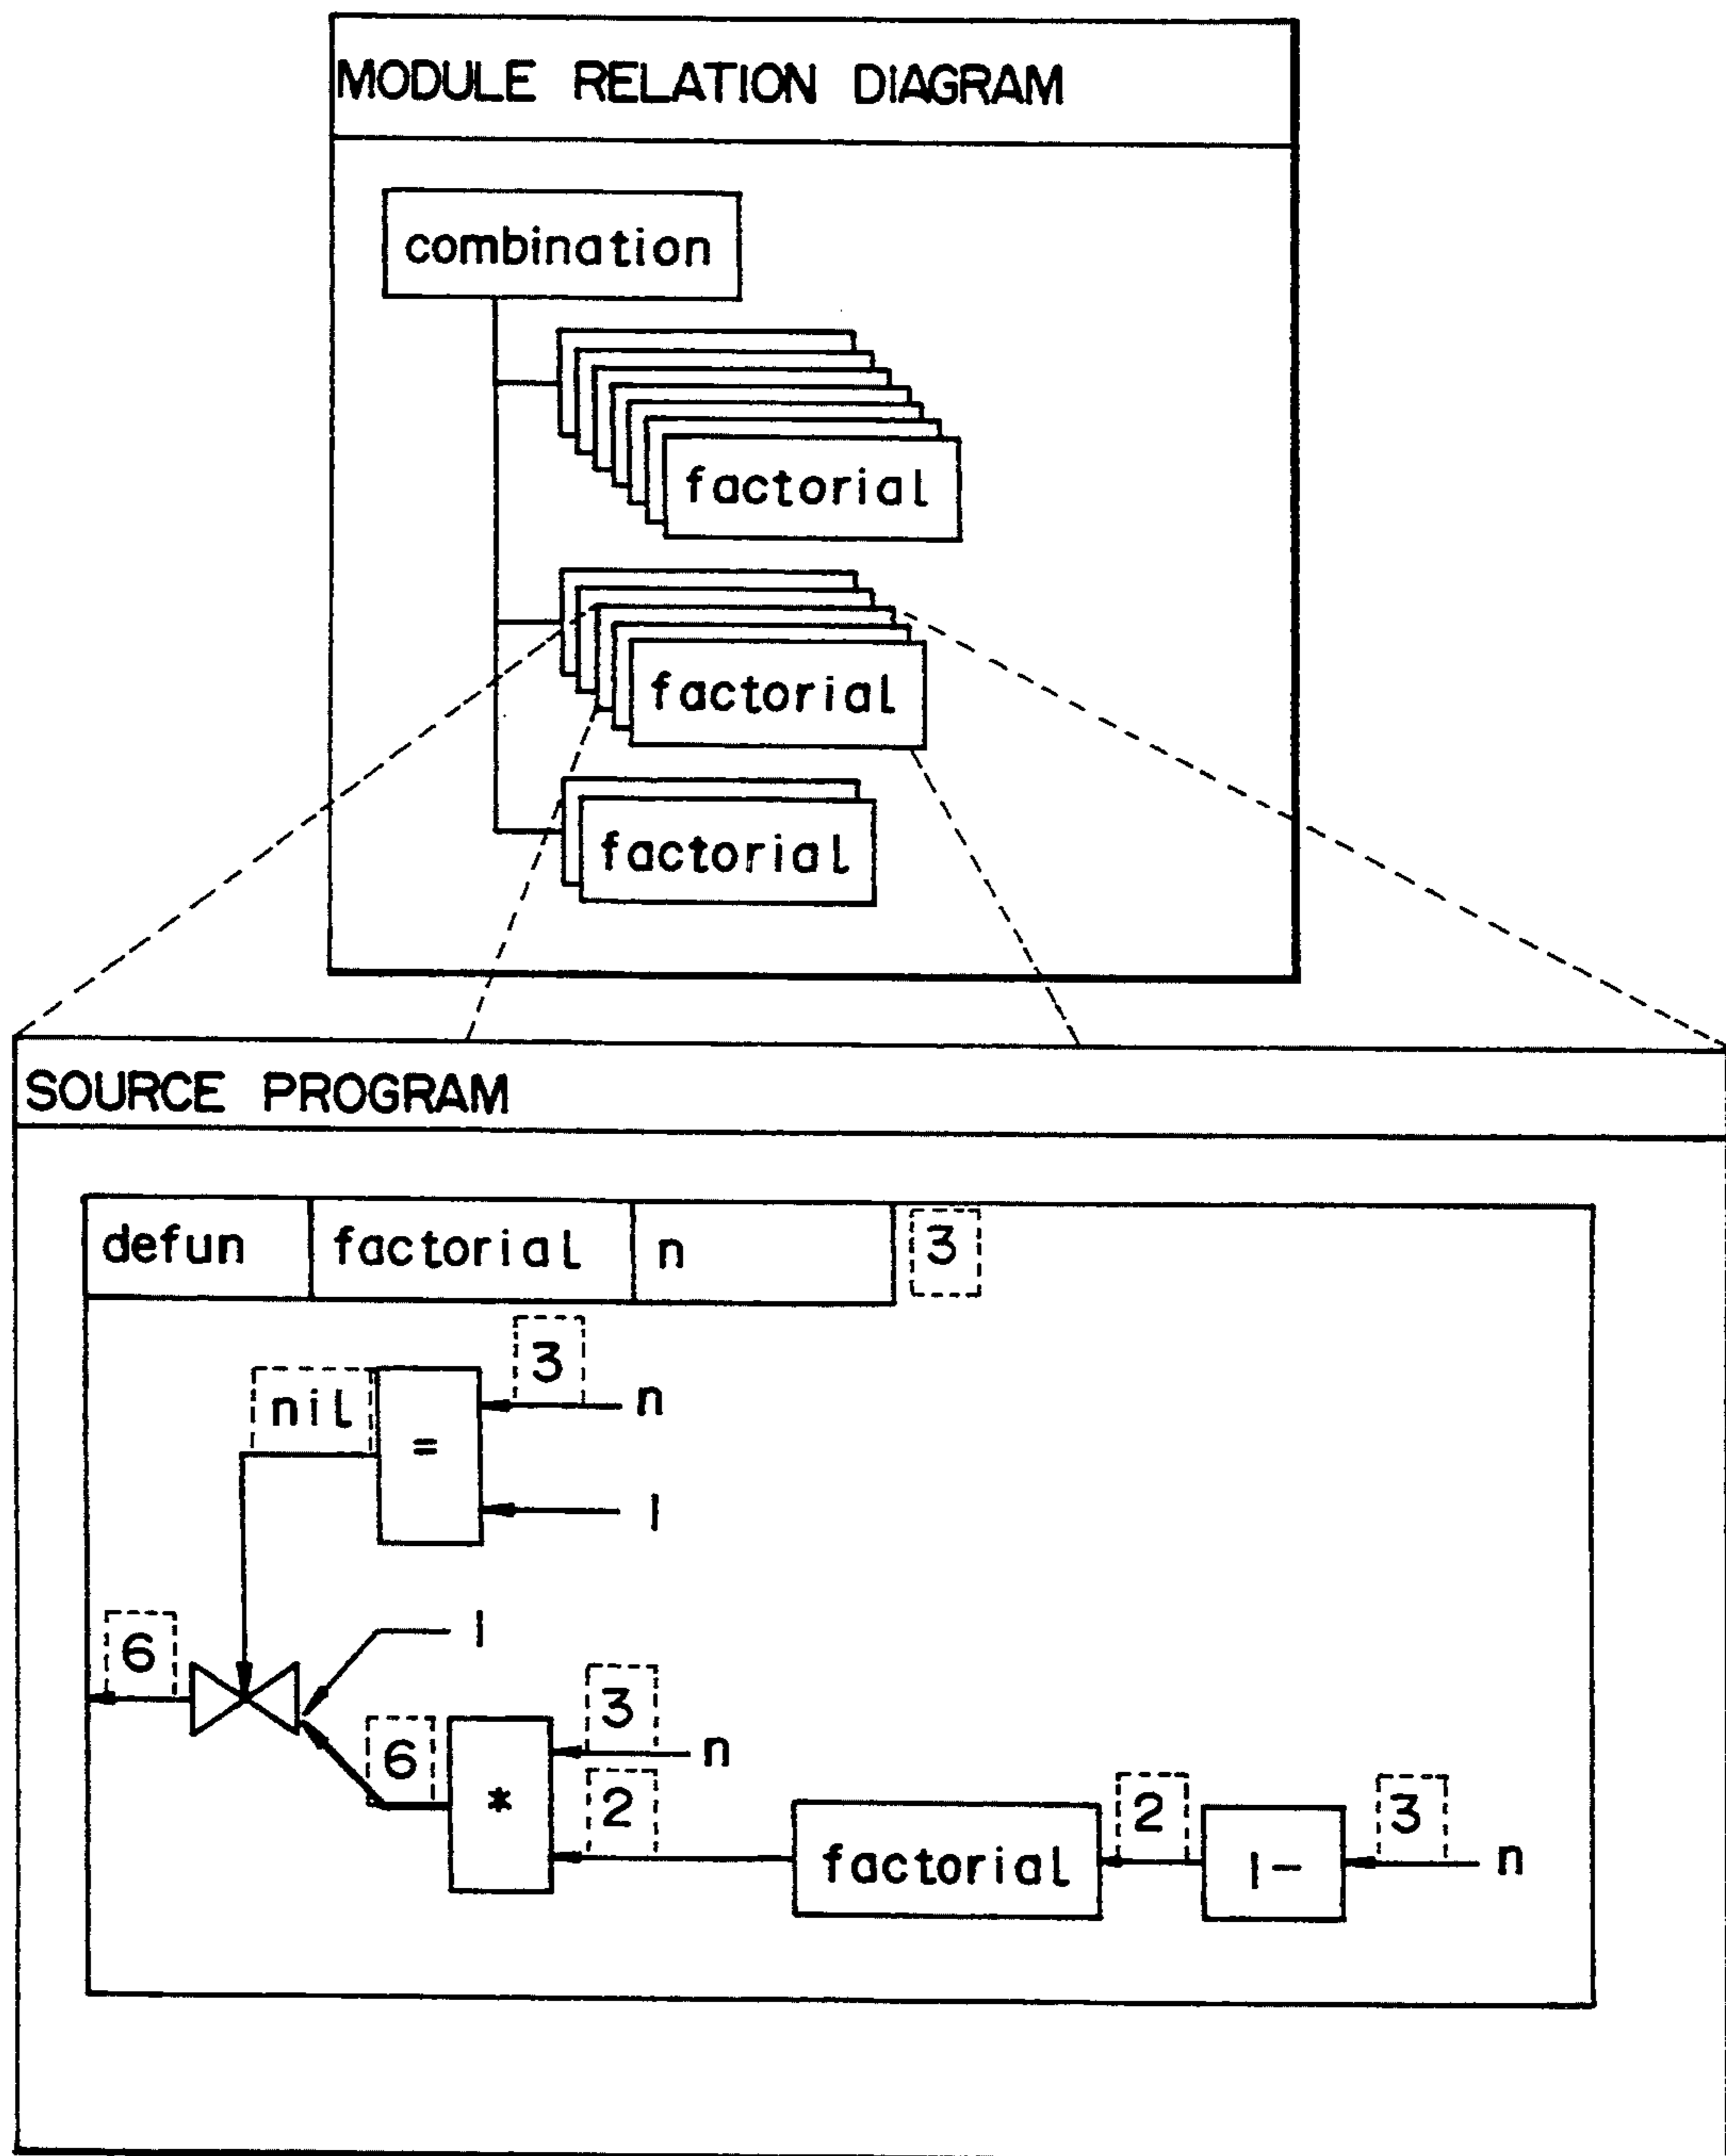 MODULE RELATION DIAGRAM
combination
factorial
factorial
factorial
SOURCE PROGRAM
defun factorial n 3
3
nil
n
=
1
1
6
3
n
6
*
2
2
3
factorial
1-
n